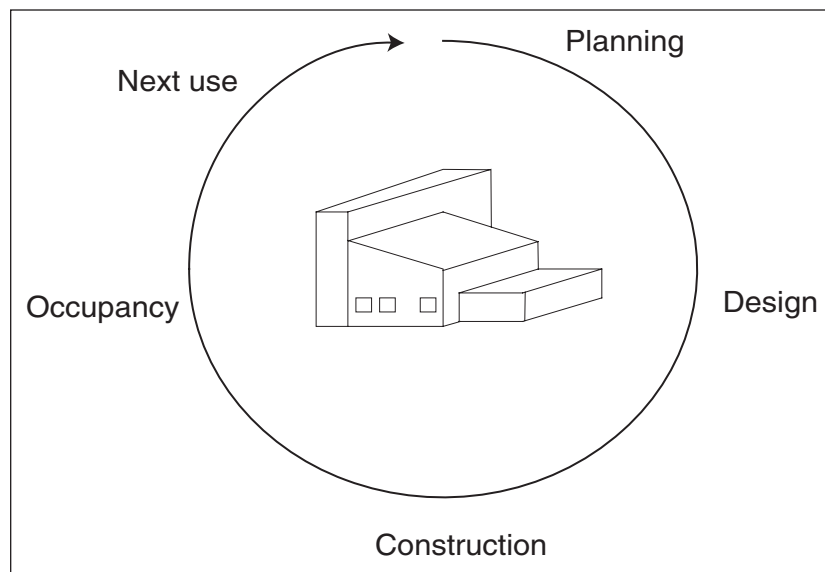 Planning
Next use
Occupancy
Design
Construction